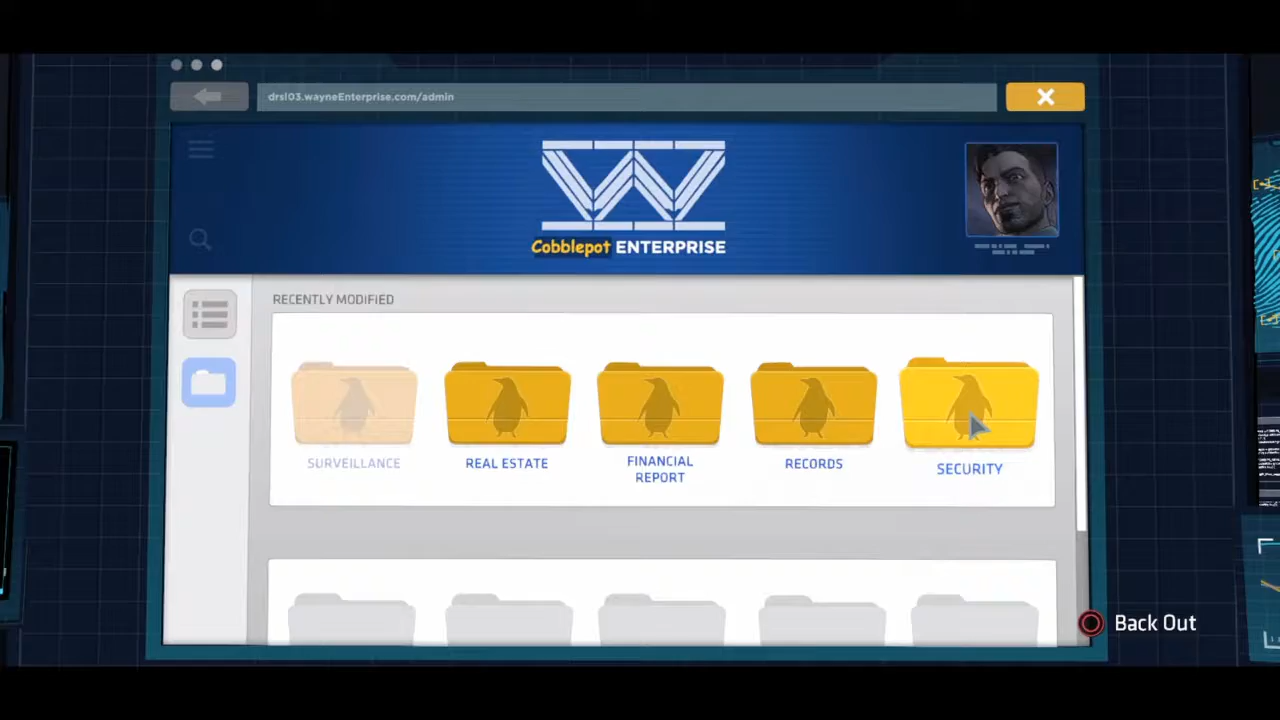 drsl03.wayneEnterprise.com/admin
Cobblepot ENTERPRISE
RECENTLY MODIFIED
SURVEILLANCE
REAL ESTATE
FINANCIAL
REPORT
RECORDS
SECURITY
Back Out